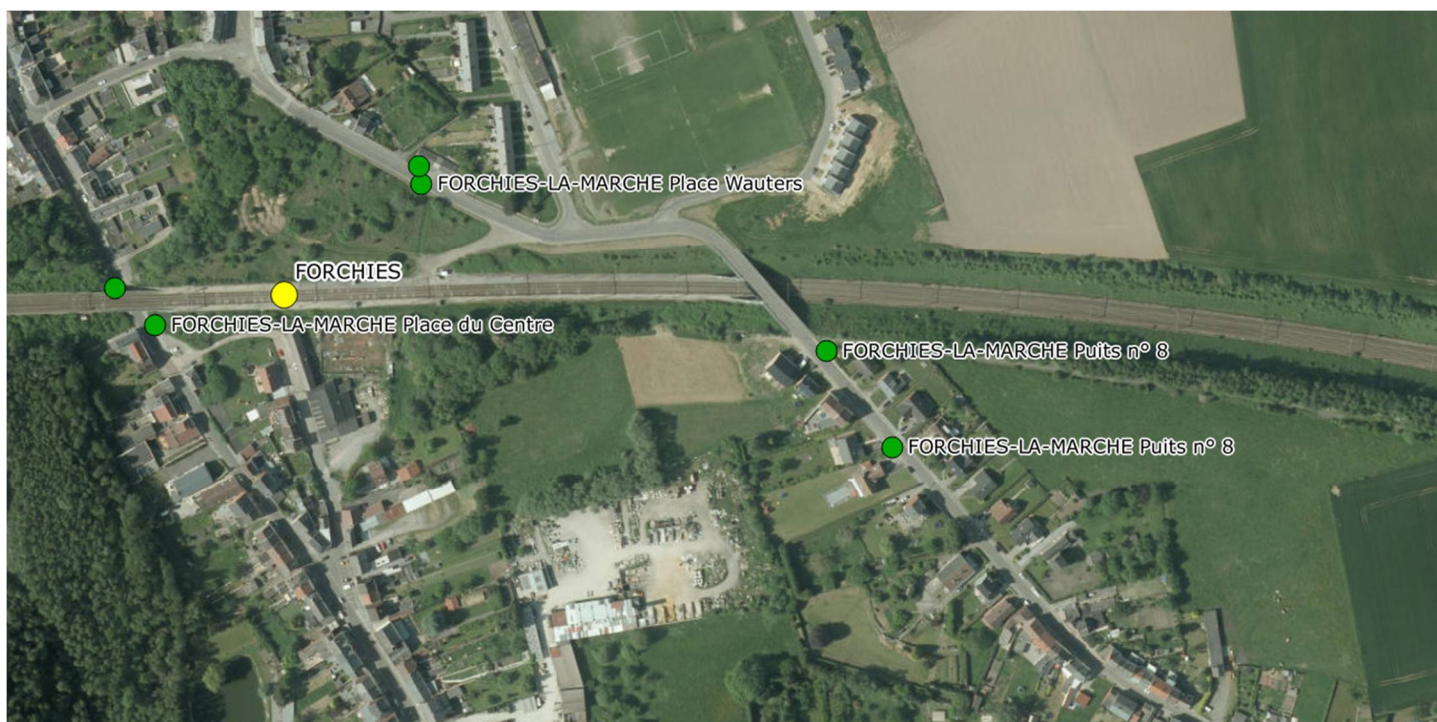 FORCHIES-LA-MARCHE Place Wauters
FORCHIES
FORCHIES-LA-MARCHE Place du Centre
FORCHIES-LA-MARCHE Puits n° 8
FORCHIES-LA-MARCHE Puits n° 8